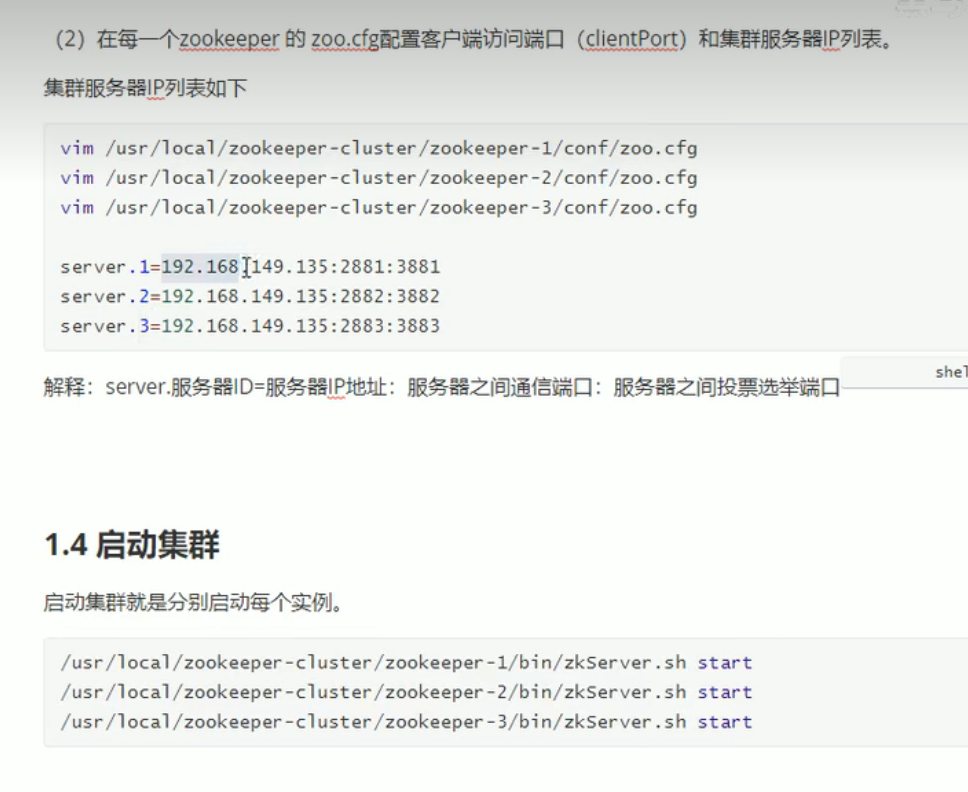 （2）在每一个zookeeper 的 zoo.cfg配置客户端访问端口（clientPort）和集群服务器IP列表。
集群服务器IP列表如下
vim /usr/local/zookeeper-cluster/zookeeper-1/conf/zoo.cfg
vim /usr/local/zookeeper-cluster/zookeeper-2/conf/zoo.cfg
vim /usr/local/zookeeper-cluster/zookeeper-3/conf/zoo.cfg
server.1=192.168.149.135:2881:3881
server.2=192.168.149.135:2882:3882
server.3=192.168.149.135:2883:3883
shel
解释：server.服务器ID=服务器IP地址：服务器之间通信端口：服务器之间投票选举端口
1.4 启动集群
启动集群就是分别启动每个实例。
/usr/local/zookeeper-cluster/zookeeper-1/bin/zkServer.sh start
/usr/local/zookeeper-cluster/zookeeper-2/bin/zkServer.sh start
/usr/local/zookeeper-cluster/zookeeper-3/bin/zkServer.sh start